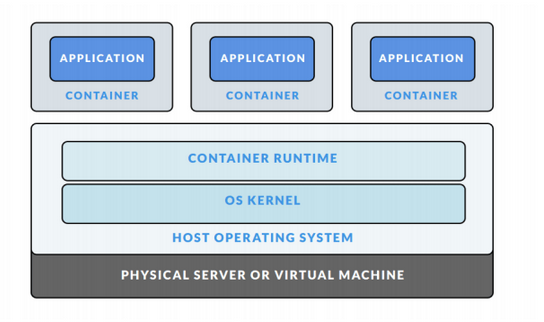 APPLICATION
CONTAINER
APPLICATION
CONTAINER
APPLICATION
CONTAINER
CONTAINER RUNTIME
OS KERNEL
HOST OPERATING SYSTEM
PHYSICAL SERVER OR VIRTUAL MACHINE